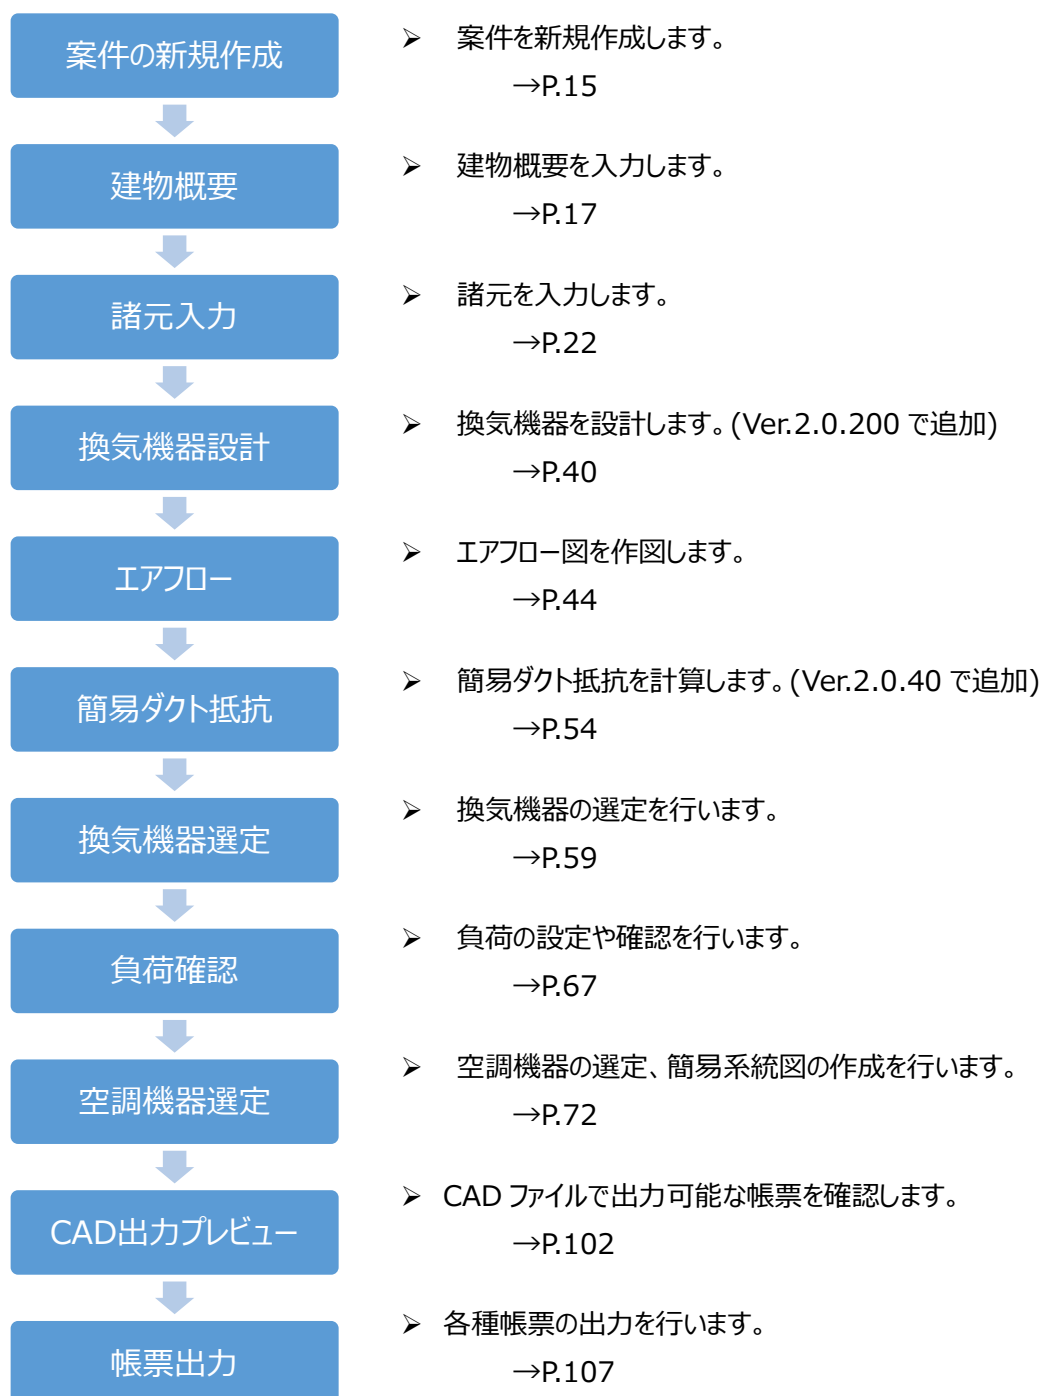 案件の新規作成
➢ 案件を新規作成します。
→P.15
建物概要
➢ 建物概要を入力します。
→P.17
諸元入力
➢ 諸元を入力します。
→P.22
換気機器設計
➢ 換気機器を設計します。(Ver.2.0.200 で追加)
→P.40
エアフロー
➢ エアフロー図を作図します。
→P.44
簡易ダクト抵抗
➢ 簡易ダクト抵抗を計算します。(Ver.2.0.40 で追加)
→P.54
換気機器選定
➢ 換気機器の選定を行います。
→P.59
負荷確認
➢ 負荷の設定や確認を行います。
→P.67
空調機器選定
➢ 空調機器の選定、簡易系統図の作成を行います。
→P.72
CAD出力プレビュー
➢ CAD ファイルで出力可能な帳票を確認します。
→P.102
帳票出力
➢ 各種帳票の出力を行います。
→P.107